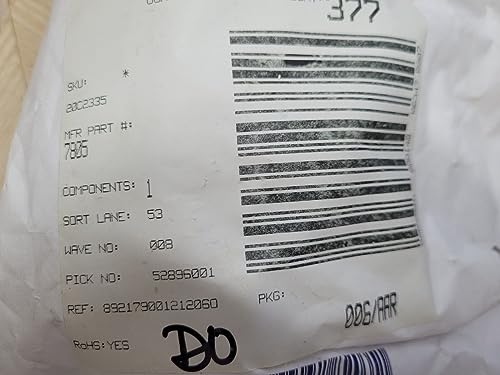 377
SKU: *
20C2335
MFR PART #:
7805
COMPONENTS: 1
SORT LANE: 53
WAVE NO: 008
PICK NO: 52896001
REF: 892179001212060
PKG:
006/AAR
ROHS:YES
DO